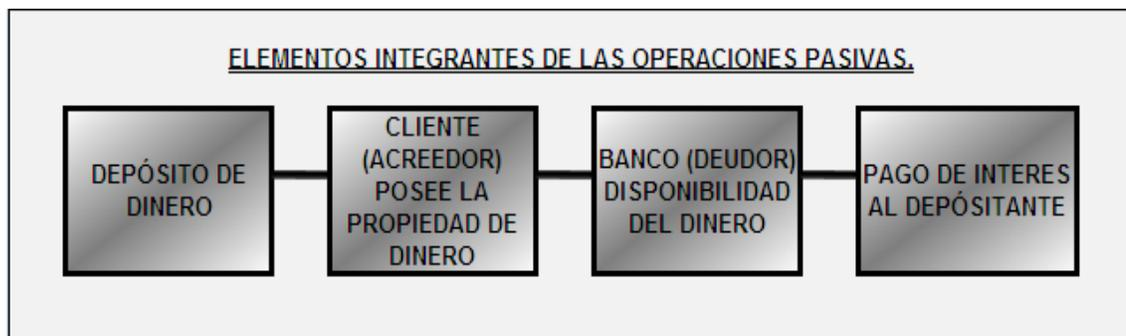 ELEMENTOS INTEGRANTES DE LAS OPERACIONES PASIVAS.
DEPÓSITO DE
DINERO
CLIENTE
(ACREEDOR)
POSEE LA
PROPIEDAD DE
DINERO
BANCO (DEUDOR)
DISPONIBILIDAD
DEL DINERO
PAGO DE INTERES
AL DEPÓSITANTE